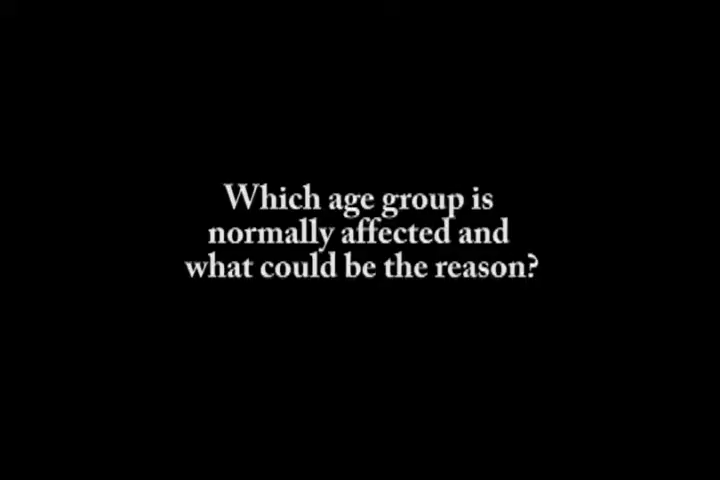 Which age group is
normally affected and
what could be the reason?